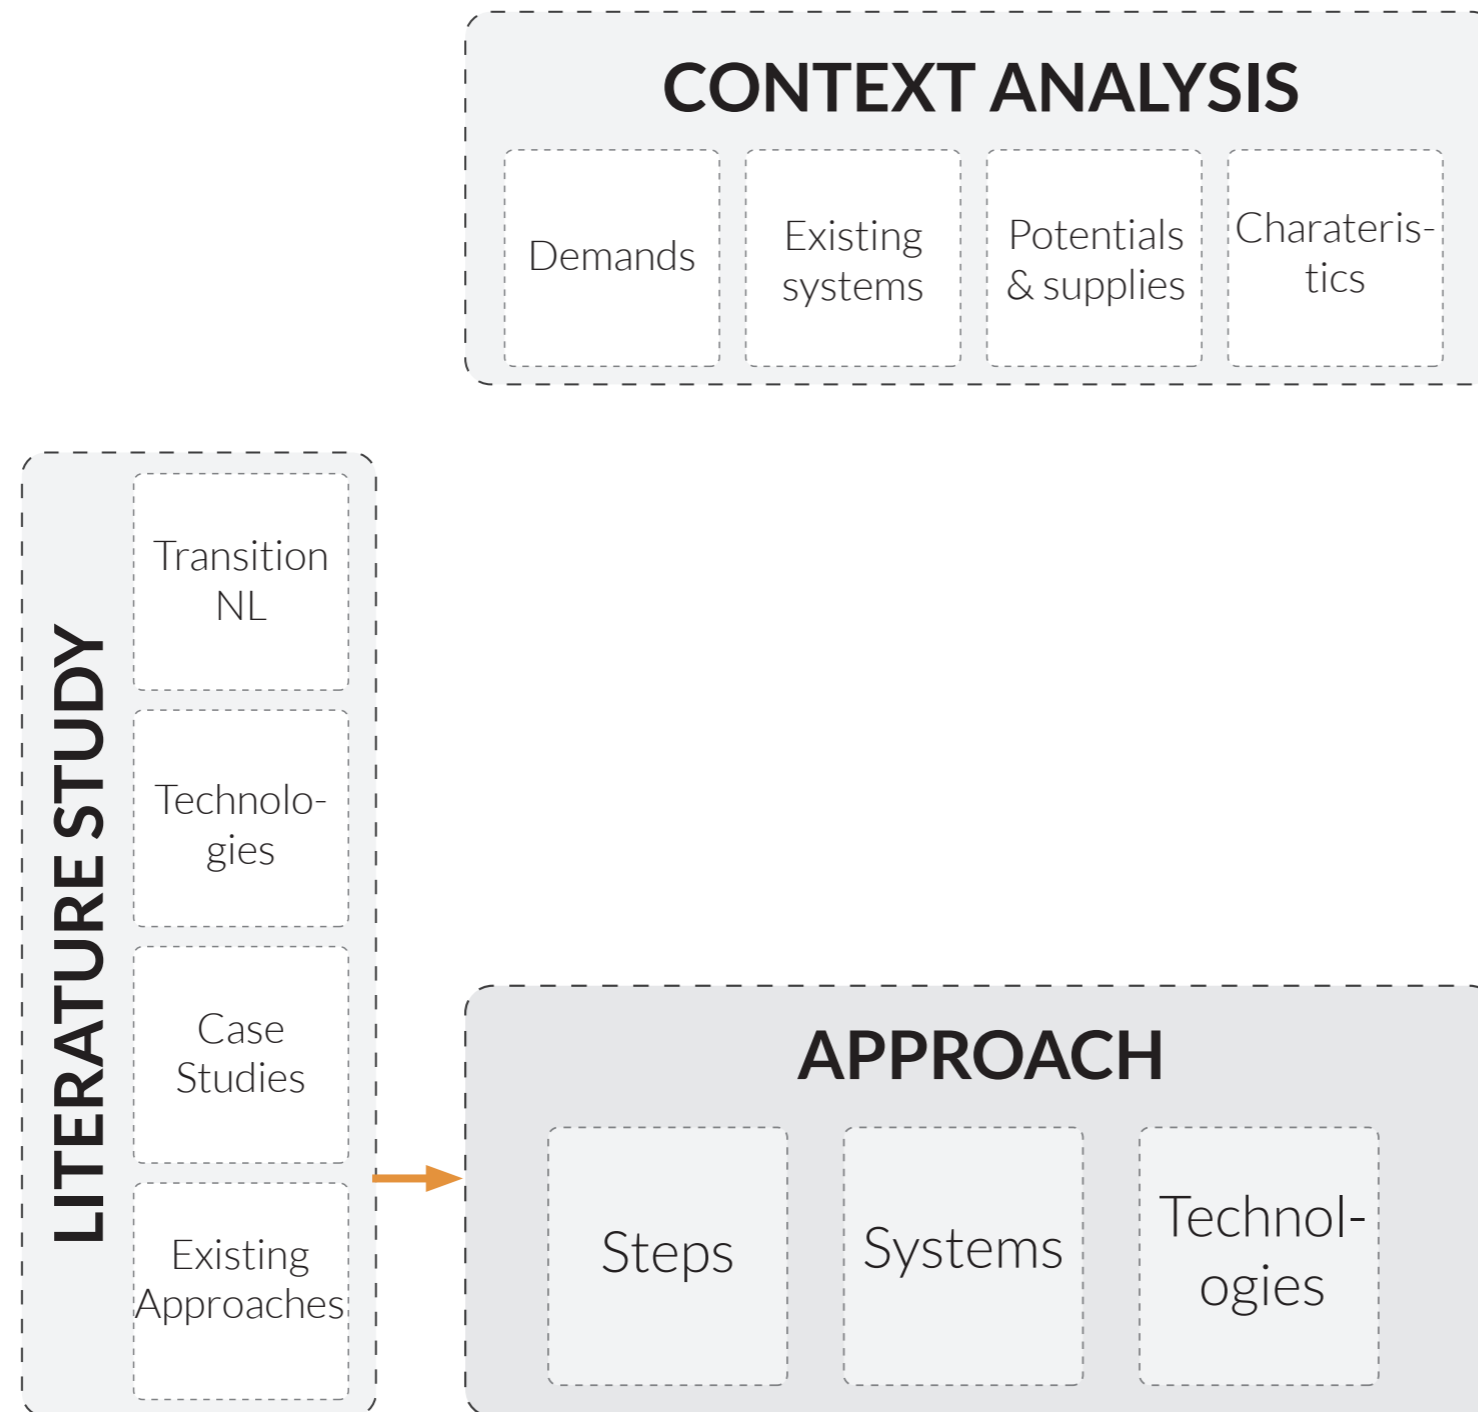 CONTEXT ANALYSIS
Demands
Existing
systems
Potentials
& supplies
Charateris-
tics
LITERATURE STUDY
Transition
NL
Technolo-
gies
Case
Studies
Existing
Approaches
APPROACH
Steps
Systems
Technol-
ogies